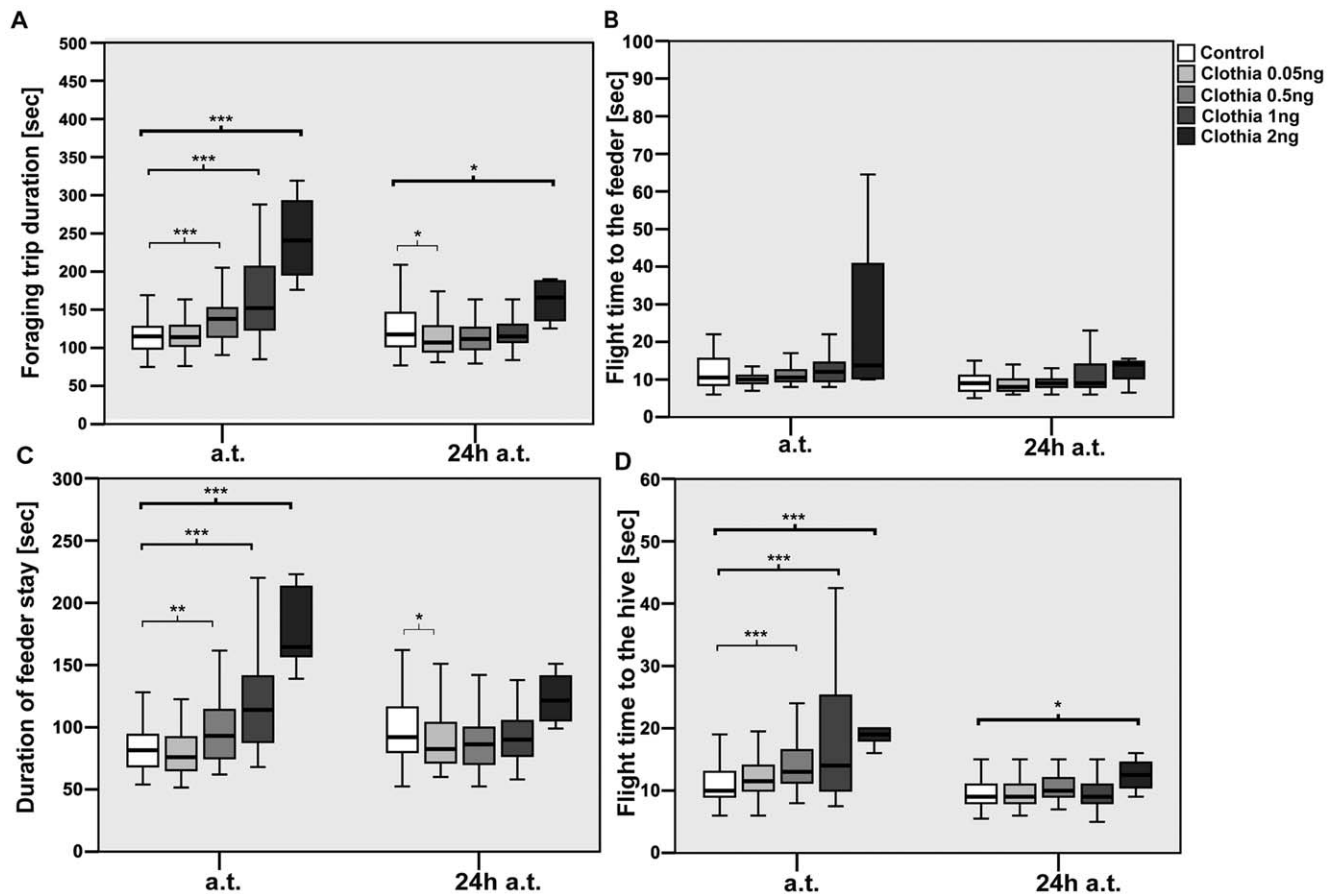 A
Foraging trip duration [sec]
500
450
400
350
300
250
200
150
100
50
0
***
***
***
*
*
a.t.
24h a.t.
B
Flight time to the feeder [sec]
100
90
80
70
60
50
40
30
20
10
0
a.t.
24h a.t.
Control
Clothia 0.05ng
Clothia 0.5ng
Clothia 1ng
Clothia 2ng
C
Duration of feeder stay [sec]
300
250
200
150
100
50
0
***
***
**
*
a.t.
24h a.t.
D
Flight time to the hive [sec]
60
50
40
30
20
10
0
***
***
***
*
a.t.
24h a.t.